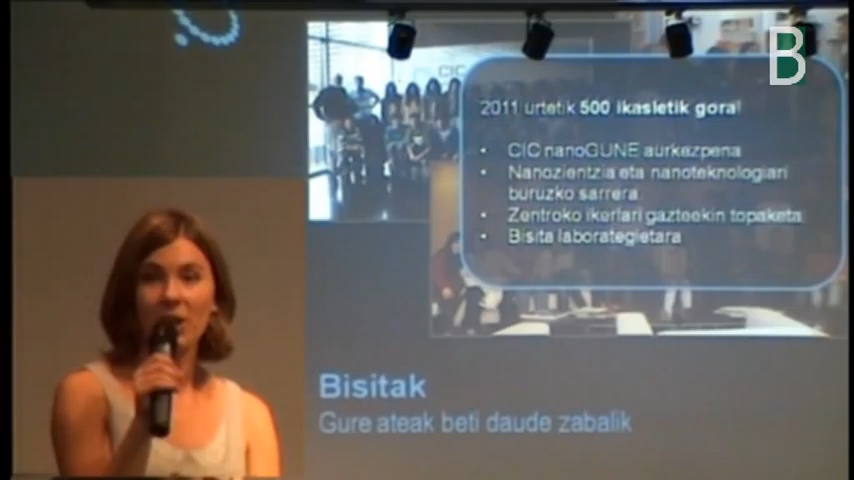 B
CIC
2011 urtetik 500 ikasletik gora!
• CIC nanoGUNE aurkezpena
• Nanozientzia eta nanoteknologiari
buruzko sarrera
• Zentroko ikerlari gazteekin topaketa
• Bisita laborategietara
Bisitak
Gure ateak beti daude zabalik